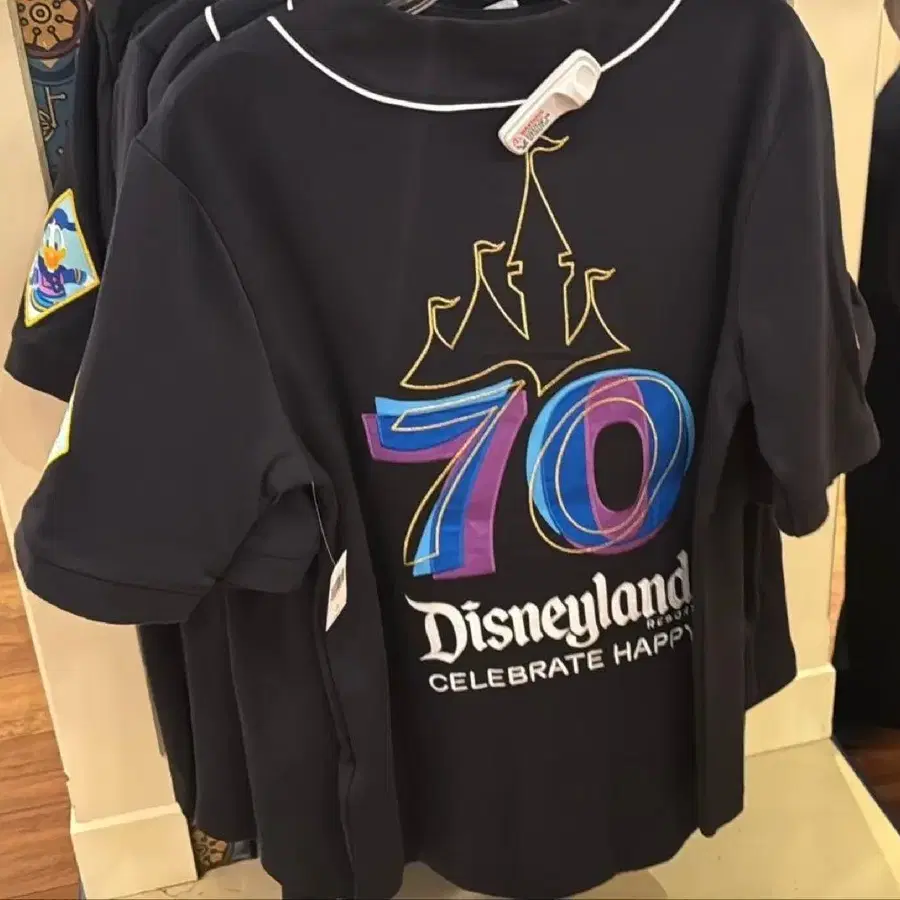 70
Disneyland
RESORT
CELEBRATE HAPPY